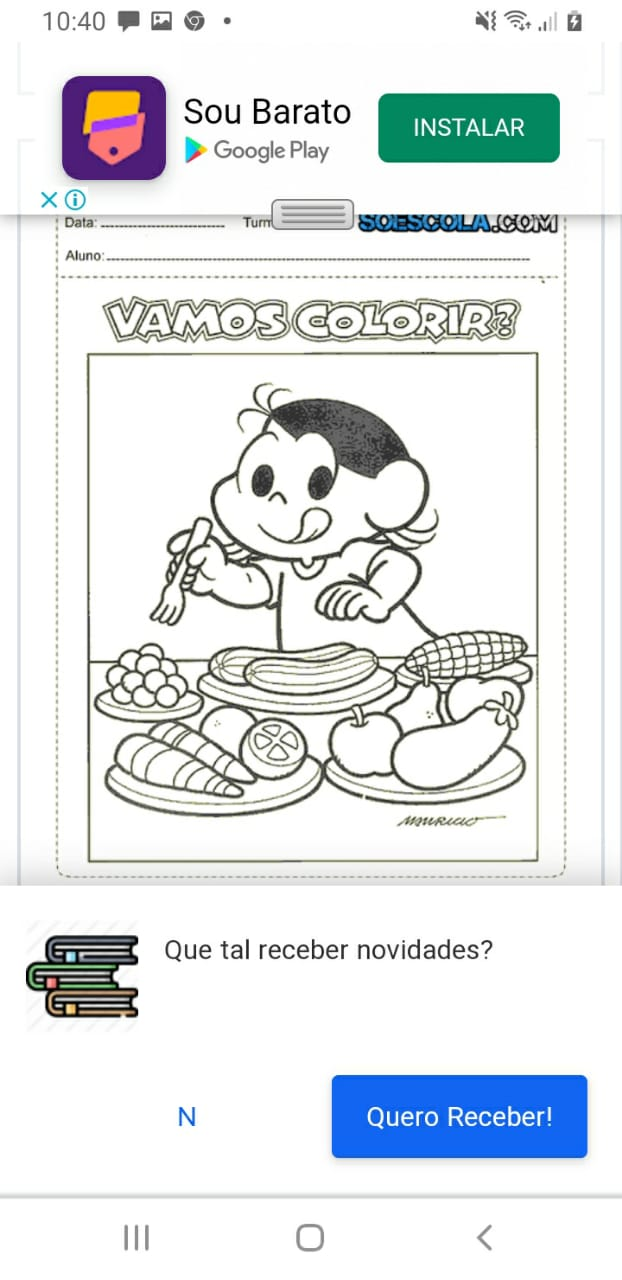 10:40
Sou Barato
Google Play
INSTALAR
Data: Turm
SOESCOLA.COM
Aluno:
VAMOS COLORIR?
MAURICIO
Que tal receber novidades?
N
Quero Receber!